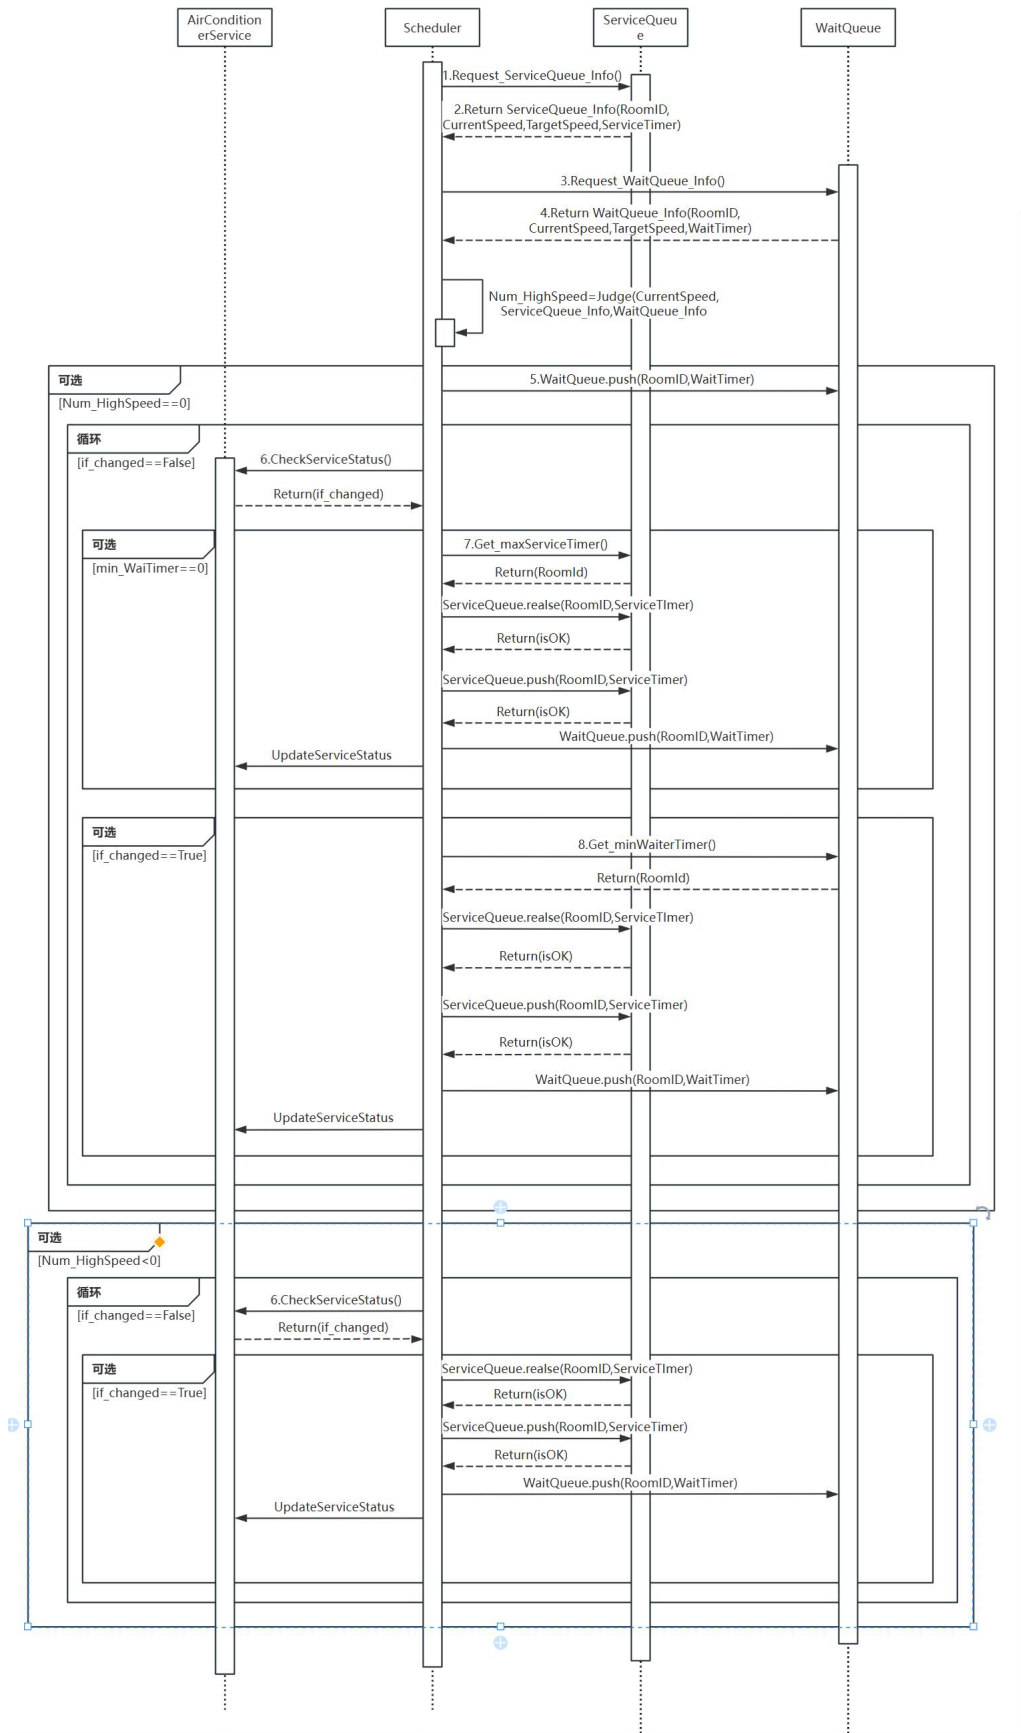 AirCondition
erService
Scheduler
ServiceQueu
e
WaitQueue
1.Request_ServiceQueue_Info()
2.Return ServiceQueue_Info(RoomID,
CurrentSpeed,TargetSpeed,ServiceTimer)
3.Request_WaitQueue_Info()
4.Return WaitQueue_Info(RoomID,
CurrentSpeed,TargetSpeed,WaitTimer)
Num_HighSpeed=Judge(CurrentSpeed,
ServiceQueue_Info,WaitQueue_Info
可选
[Num_HighSpeed==0]
5.WaitQueue.push(RoomID,WaitTimer)
循环
[if_changed==False]
6.CheckServiceStatus()
Return(if_changed)
可选
[min_WaiTimer==0]
7.Get_maxServiceTimer()
Return(RoomId)
ServiceQueue.realse(RoomID,ServiceTImer)
Return(isOK)
ServiceQueue.push(RoomID,ServiceTimer)
Return(isOK)
WaitQueue.push(RoomID,WaitTimer)
UpdateServiceStatus
可选
[if_changed==True]
8.Get_minWaiterTimer()
Return(RoomId)
ServiceQueue.realse(RoomID,ServiceTImer)
Return(isOK)
ServiceQueue.push(RoomID,ServiceTimer)
Return(isOK)
WaitQueue.push(RoomID,WaitTimer)
UpdateServiceStatus
可选
[Num_HighSpeed<0]
循环
[if_changed==False]
6.CheckServiceStatus()
Return(if_changed)
可选
[if_changed==True]
ServiceQueue.realse(RoomID,ServiceTImer)
Return(isOK)
ServiceQueue.push(RoomID,ServiceTimer)
Return(isOK)
WaitQueue.push(RoomID,WaitTimer)
UpdateServiceStatus